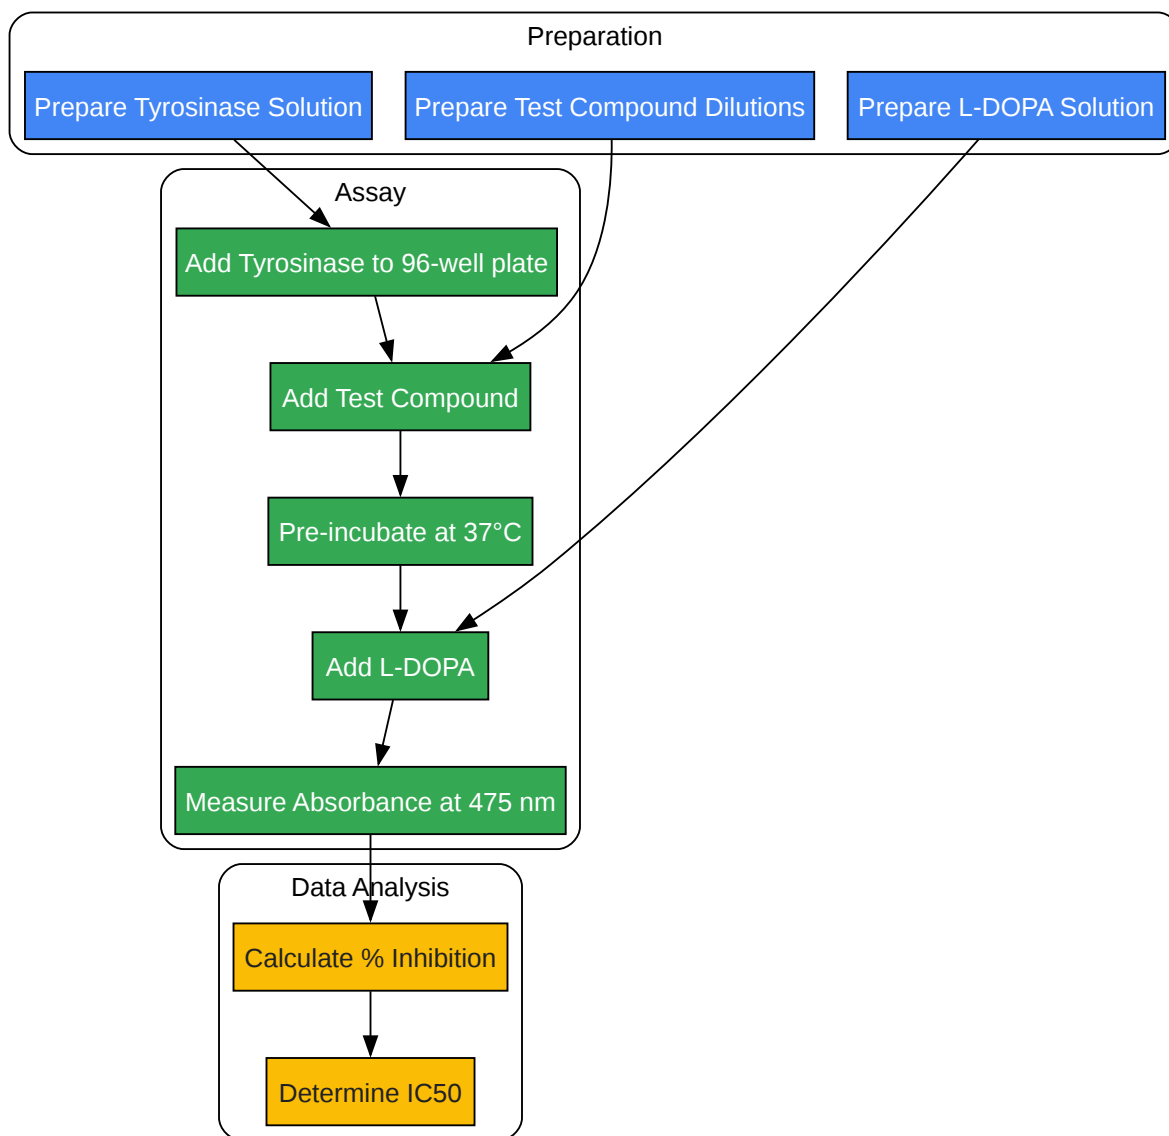 Preparation
Prepare Tyrosinase Solution
Prepare Test Compound Dilutions
Prepare L-DOPA Solution
Assay
Add Tyrosinase to 96-well plate
Add Test Compound
Pre-incubate at 37°C
Add L-DOPA
Measure Absorbance at 475 nm
Data Analysis
Calculate % Inhibition
Determine IC50